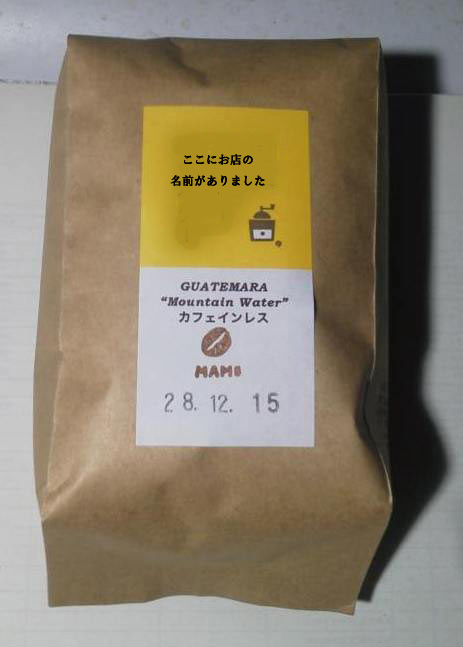 ここにお店の
名前がありました
GUATEMARA
“Mountain Water”
カフェインレス
MAME
28.12.15